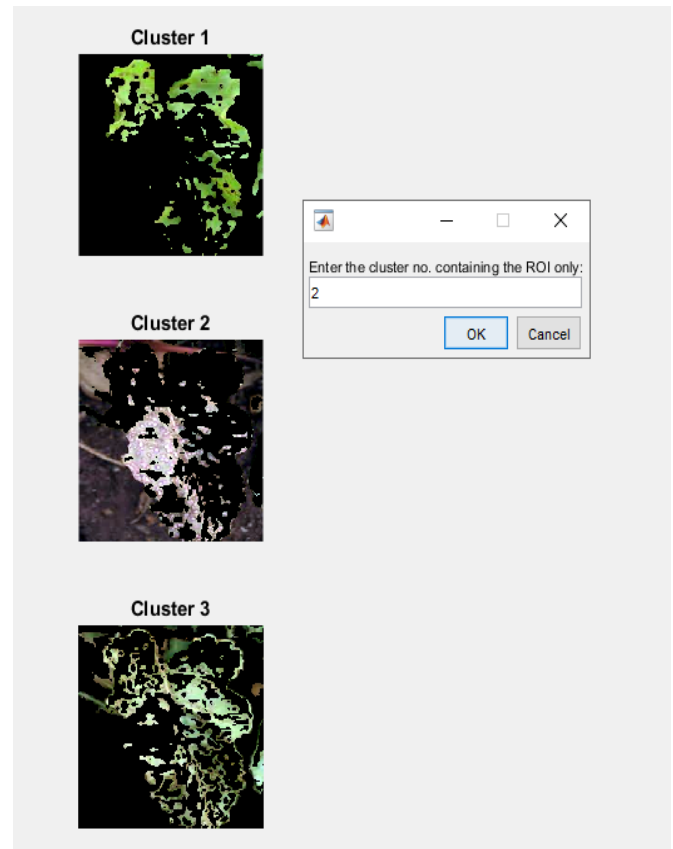 Cluster 1
Enter the cluster no. containing the ROI only:
2
OK Cancel
Cluster 2
Cluster 3